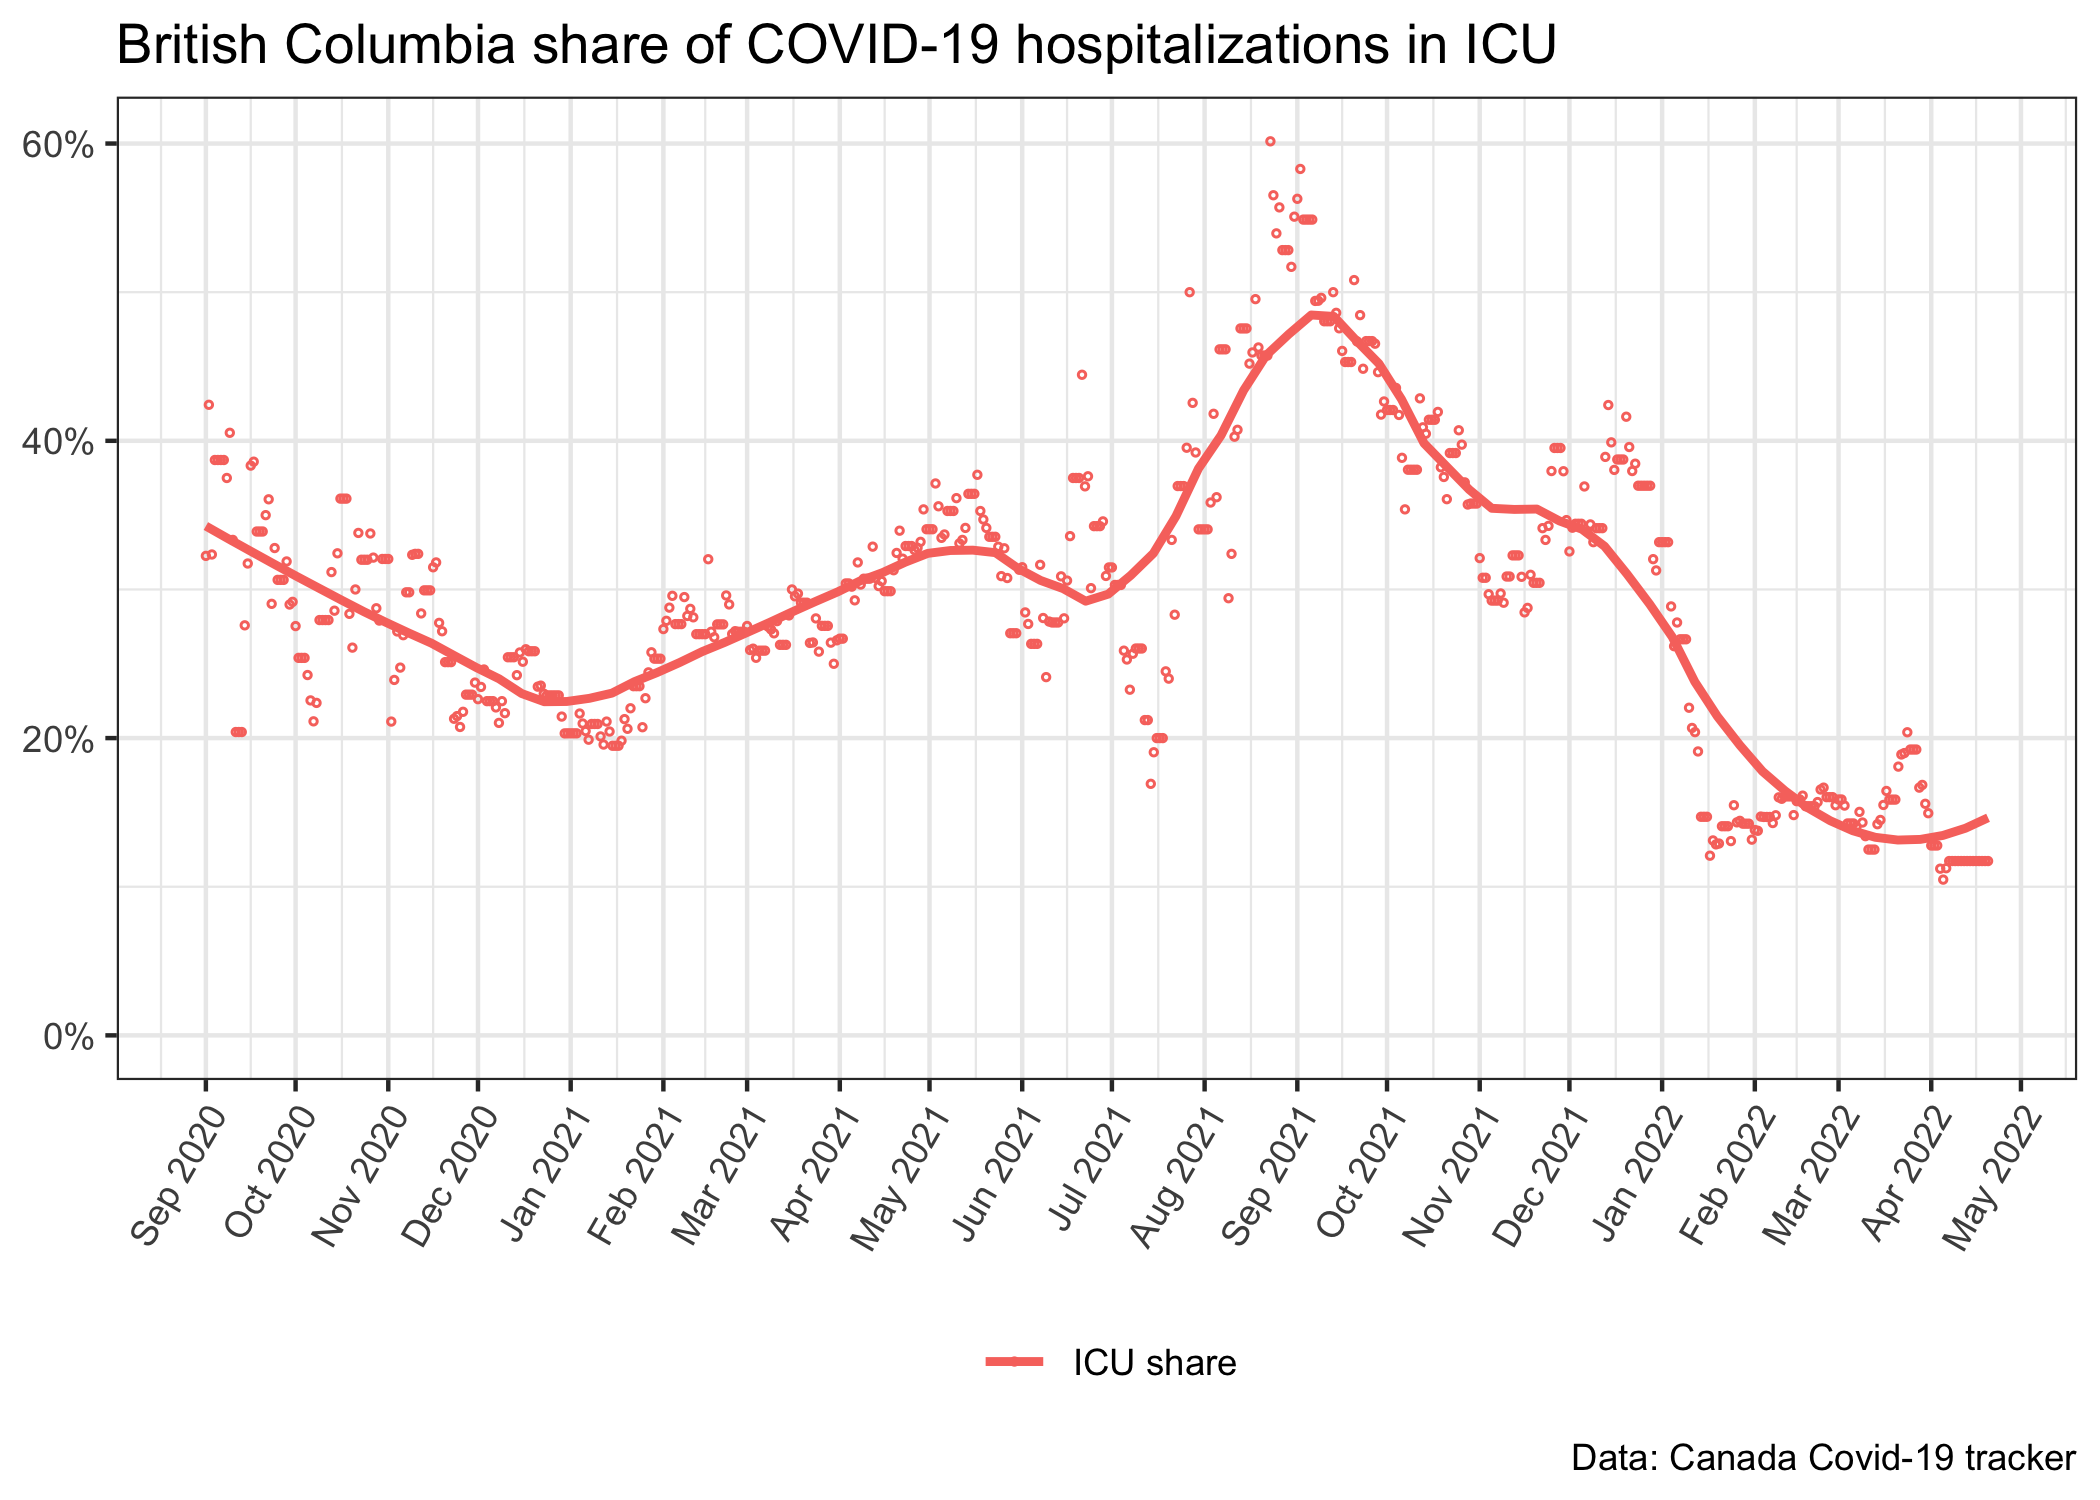 British Columbia share of COVID-19 hospitalizations in ICU
60%
40%
20%
0%
Sep 2020
Oct 2020
Nov 2020
Dec 2020
Jan 2021
Feb 2021
Mar 2021
Apr 2021
May 2021
Jun 2021
Jul 2021
Aug 2021
Sep 2021
Oct 2021
Nov 2021
Dec 2021
Jan 2022
Feb 2022
Mar 2022
Apr 2022
May 2022
ICU share
Data: Canada Covid-19 tracker